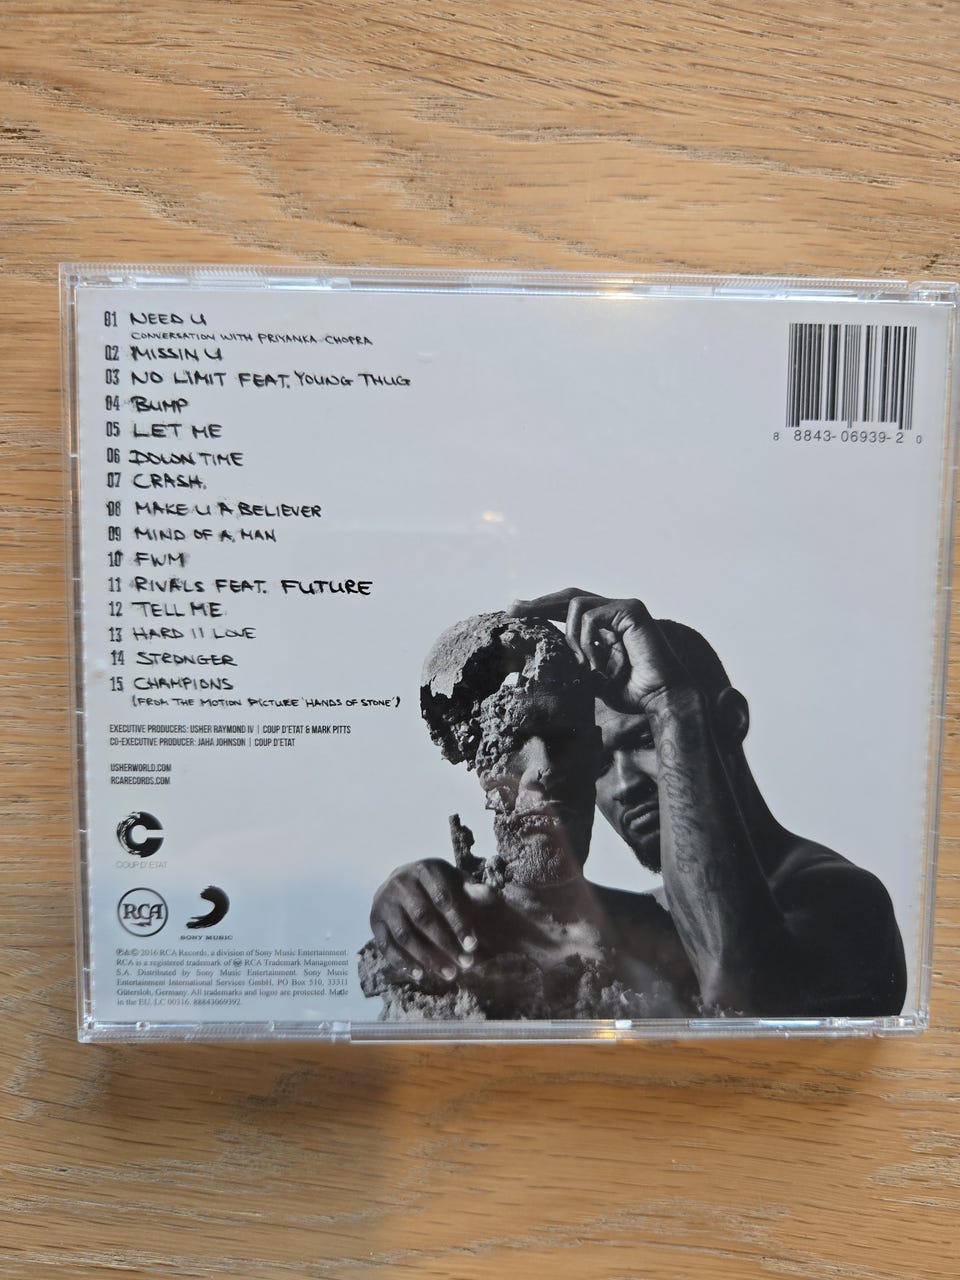 01 NEED U
CONVERSATION WITH PRIYANKA CHOPRA
02 MISSIN U
03 NO LIMIT FEAT. YOUNG THUG
04 BUMP
05 LET ME
06 DOWN TIME
07 CRASH
08 MAKE U A BELIEVER
09 MIND OF A MAN
10 FWM
11 RIVALS FEAT. FUTURE
12 TELL ME
13 HARD II LOVE
14 STRONGER
15 CHAMPIONS
(FROM THE MOTION PICTURE 'HANDS OF STONE')
EXECUTIVE PRODUCERS: USHER RAYMOND IV | COUP D'ETAT & MARK PITTS
CO-EXECUTIVE PRODUCER: JAHA JOHNSON | COUP D'ETAT
USHERWORLD.COM
RCARECORDS.COM
COUP D'ETAT
RCA
SONY MUSIC
℗ & © 2016 RCA Records, a division of Sony Music Entertainment.
RCA is a registered trademark of RCA Trademark Management
S.A. Distributed by Sony Music Entertainment. Sony Music
Entertainment International Services GmbH, PO Box 510, 33311
Gütersloh, Germany. All trademarks and logos are protected. Made
in the EU. LC 00316. 88843069392.
8 8843-06939-2 0